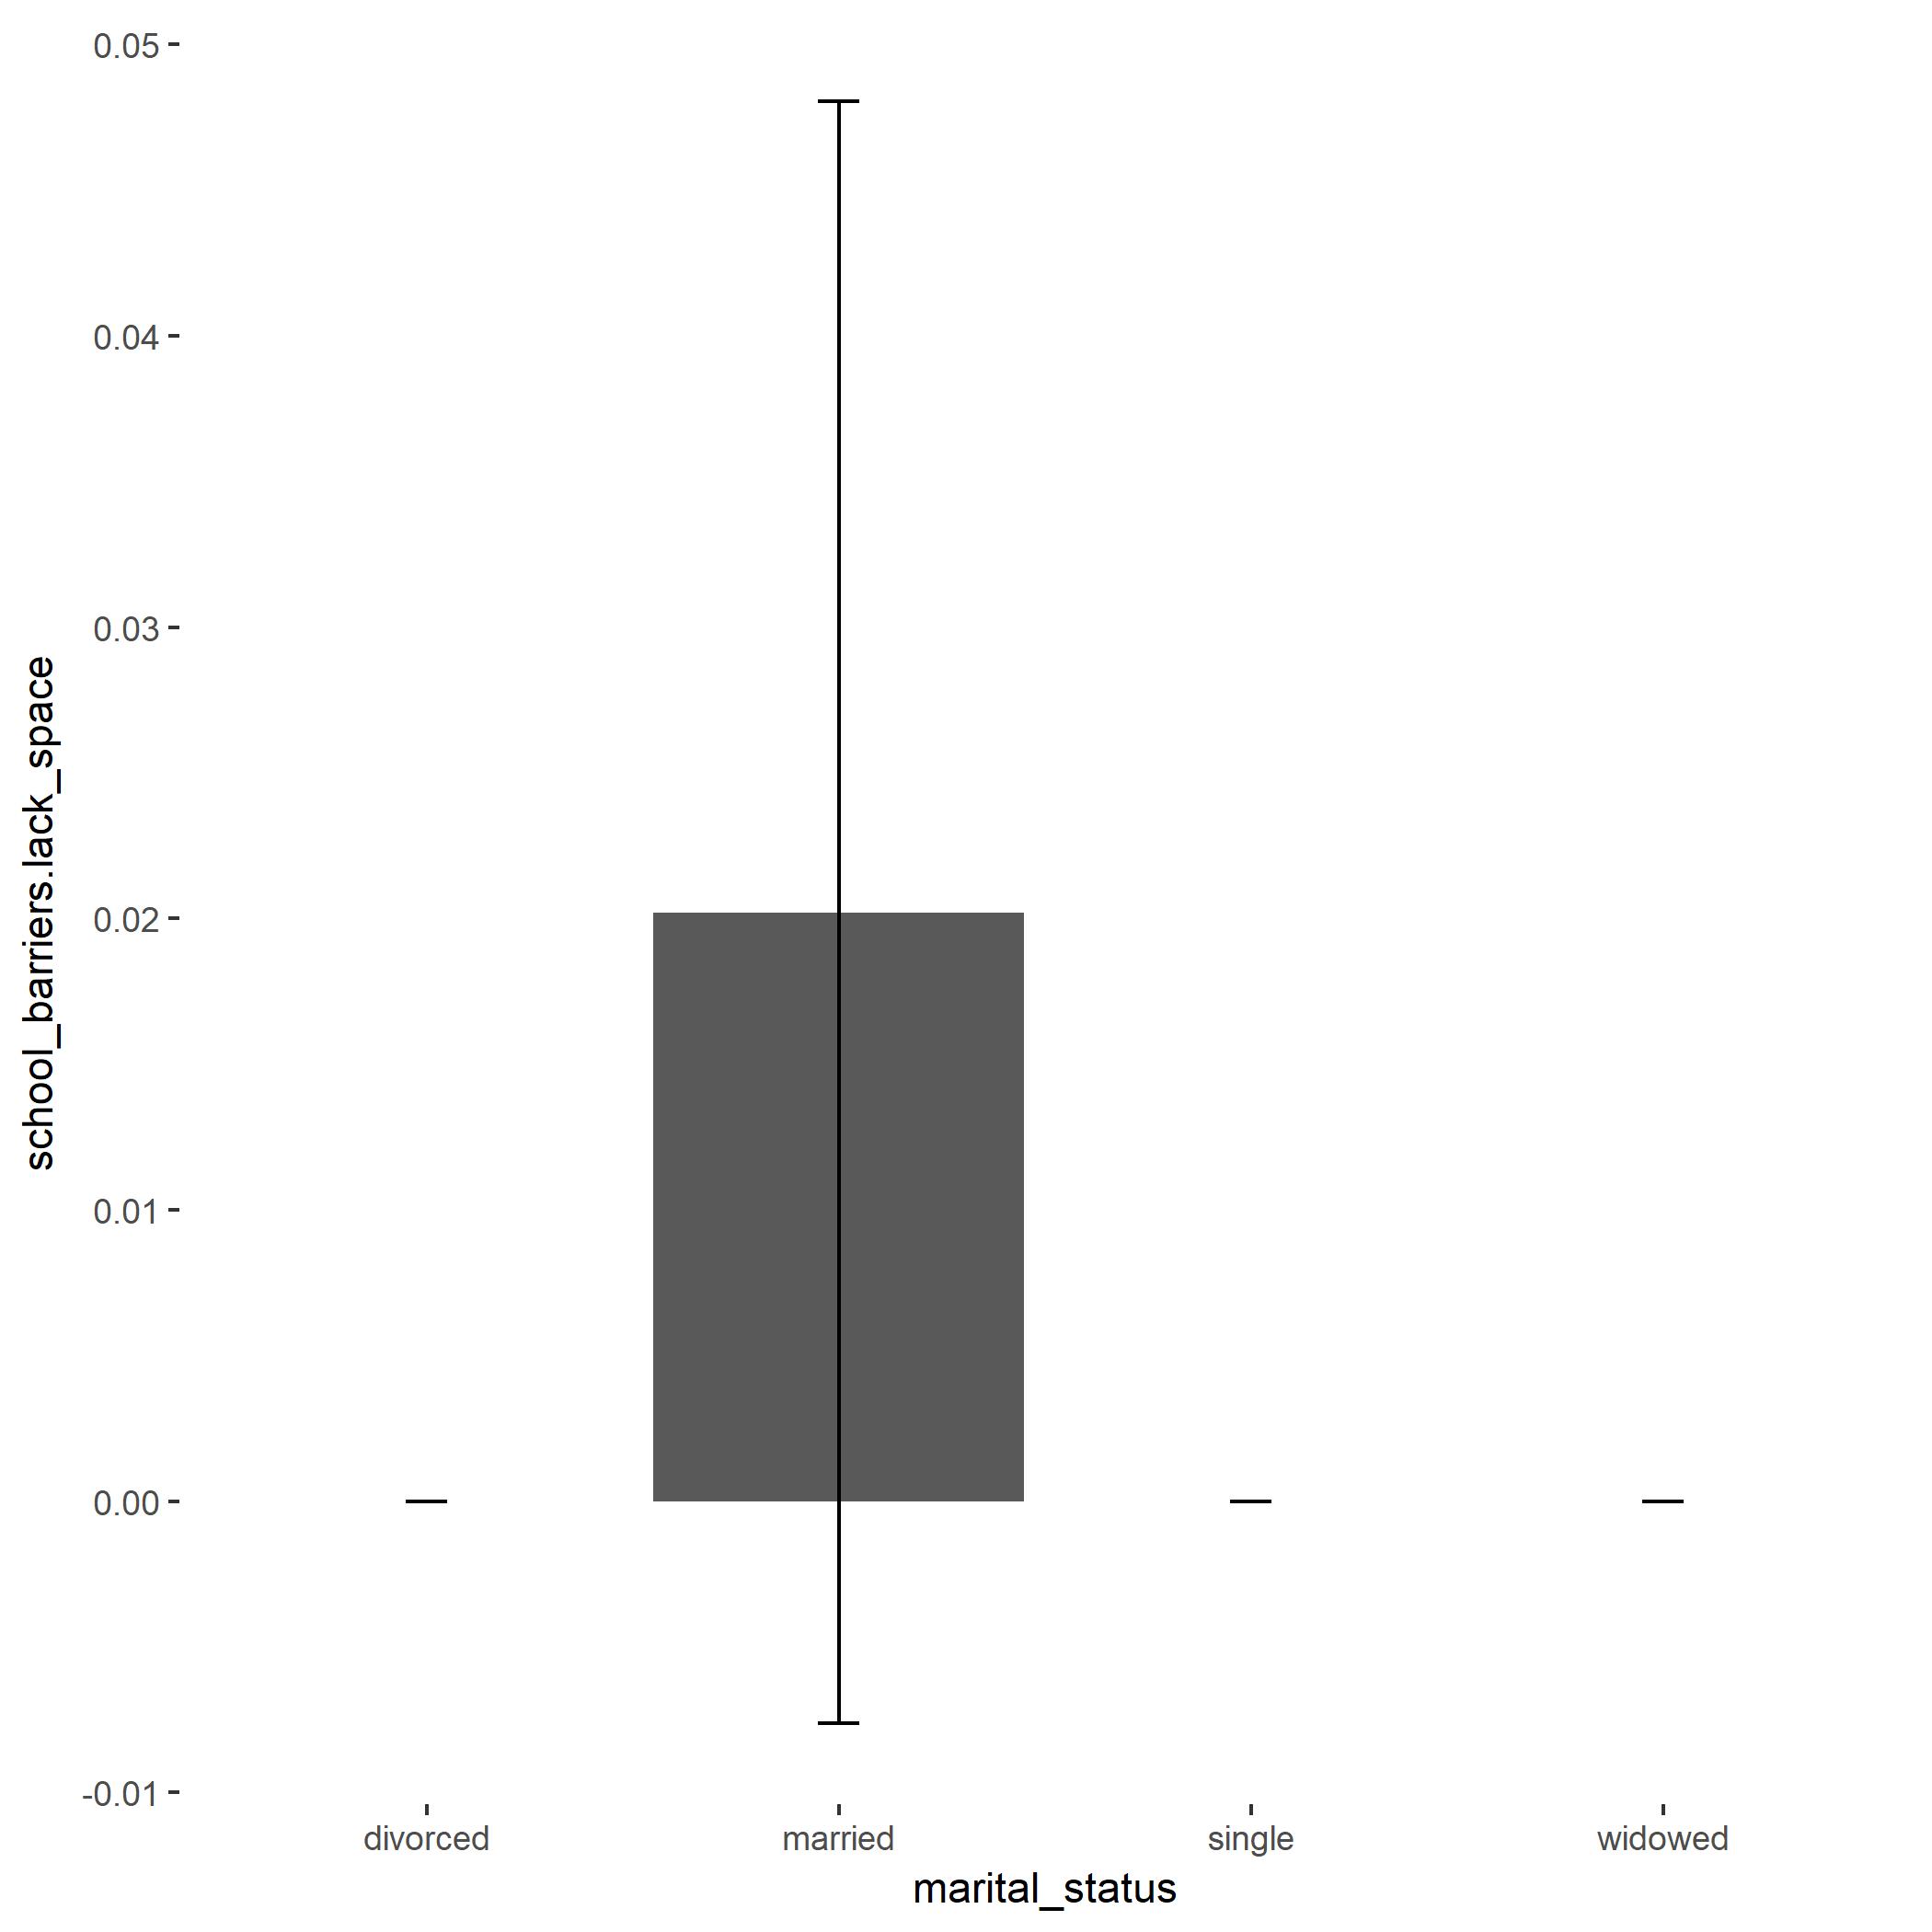 0.05
0.04
0.03
0.02
0.01
0.00
-0.01
school_barriers.lack_space
divorced
married
single
widowed
marital_status